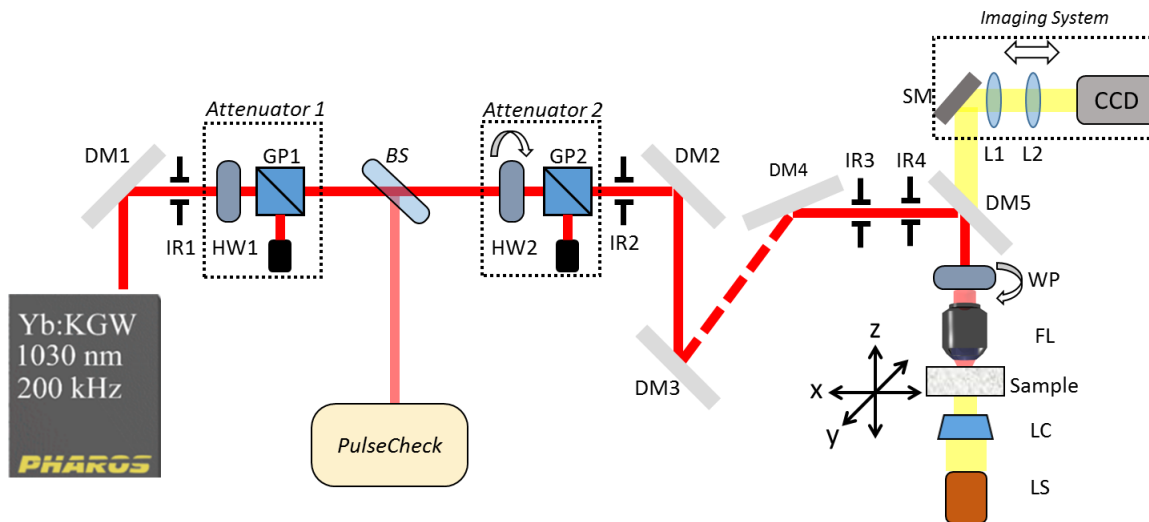 Imaging System
SM
CCD
L1
L2
Attenuator 1
Attenuator 2
DM1
GP1
BS
GP2
DM2
DM4
IR3
IR4
DM5
IR1
HW1
HW2
IR2
WP
Yb:KGW
1030 nm
200 kHz
PHAROS
FL
z
DM3
x
Sample
y
LC
PulseCheck
LS